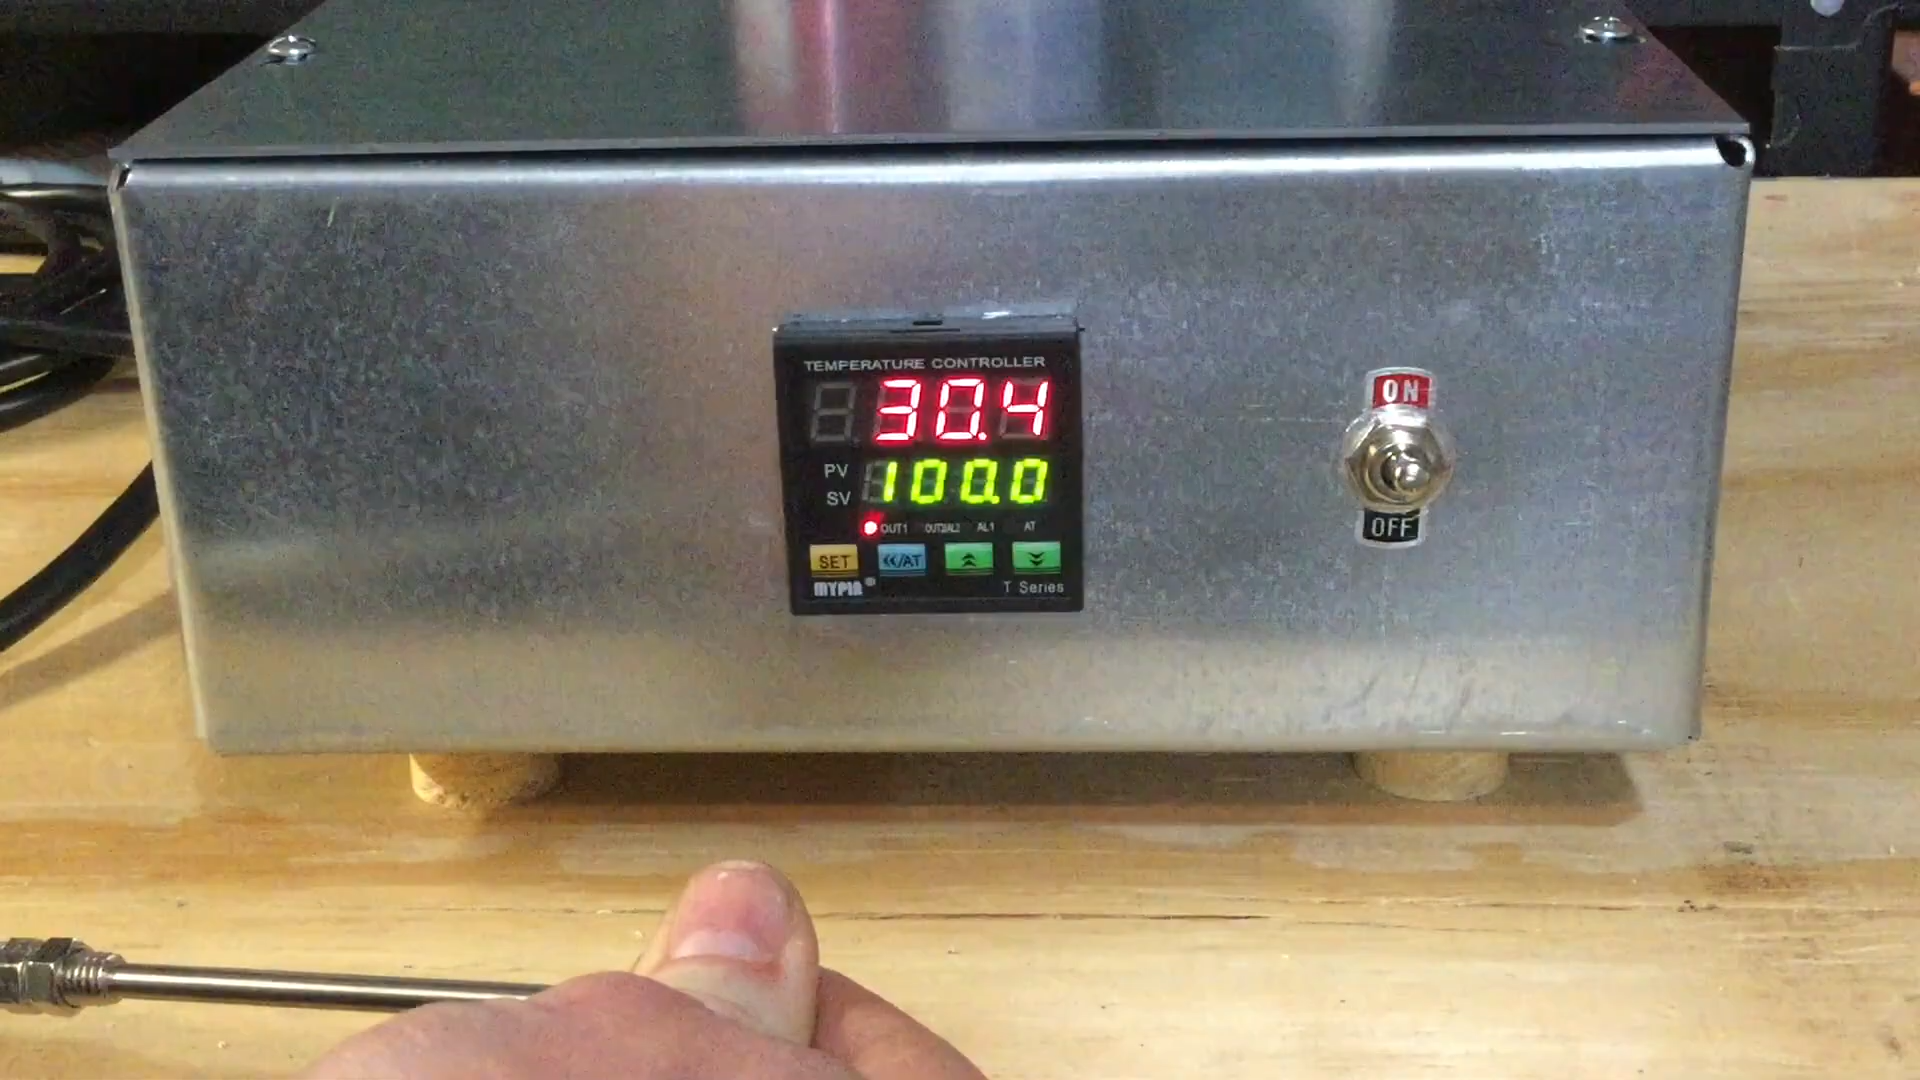 TEMPERATURE CONTROLLER
30.4
PV
100.0
SV
OUT1 OUT2/AL2 AL1 AT
SET ≪/AT
MYPIN®
T Series
ON
OFF